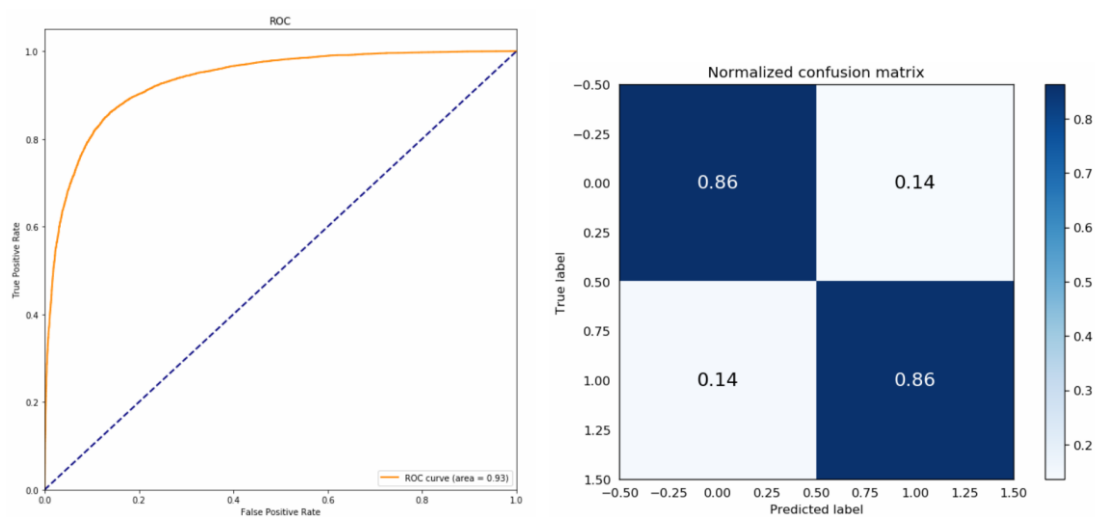 ROC
1.0
0.8
0.6
0.4
0.2
0.0
True Positive Rate
0.0 0.2 0.4 0.6 0.8 1.0
False Positive Rate
ROC curve (area = 0.93)
Normalized confusion matrix
−0.50
−0.25
0.00
0.25
0.50
0.75
1.00
1.25
1.50
True label
0.86 0.14
0.14 0.86
−0.50 −0.25 0.00 0.25 0.50 0.75 1.00 1.25 1.50
Predicted label
0.8
0.7
0.6
0.5
0.4
0.3
0.2